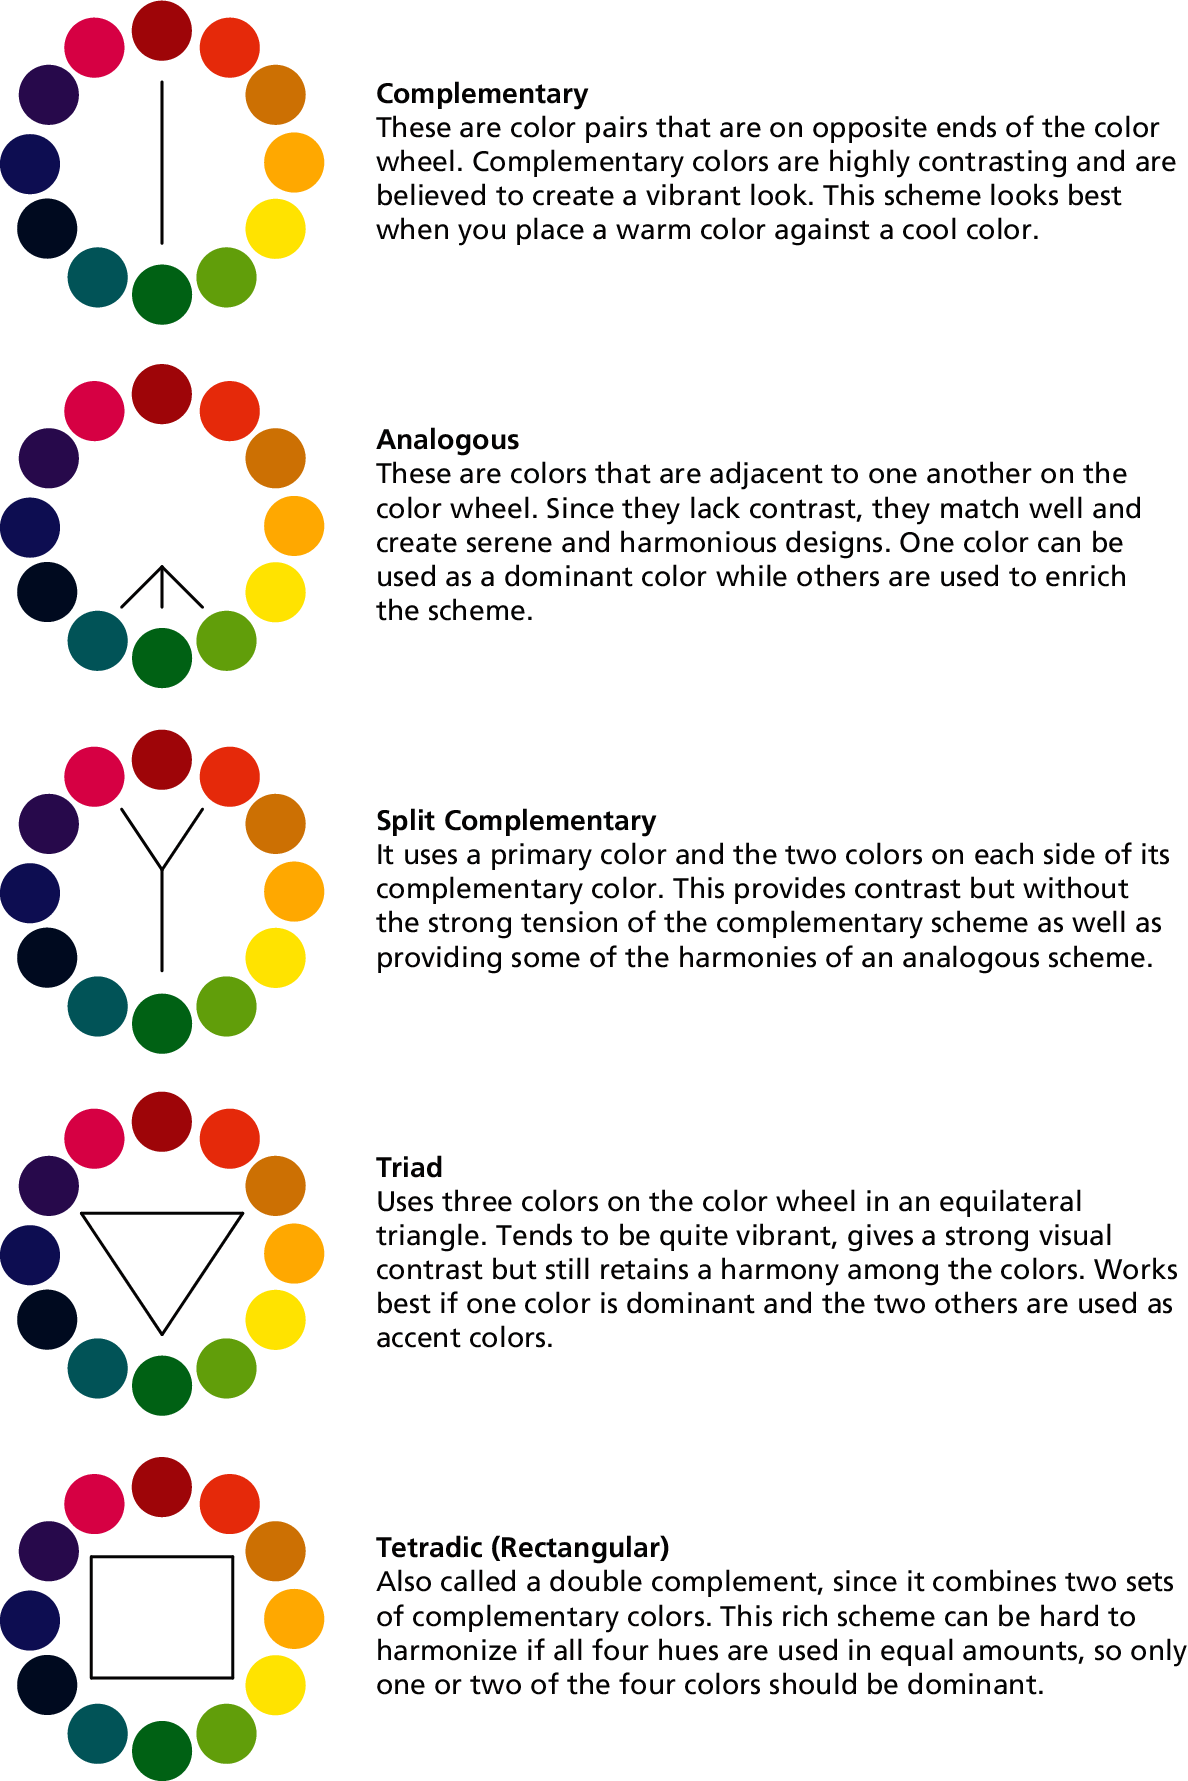 Complementary
These are color pairs that are on opposite ends of the color
wheel. Complementary colors are highly contrasting and are
believed to create a vibrant look. This scheme looks best
when you place a warm color against a cool color.
Analogous
These are colors that are adjacent to one another on the
color wheel. Since they lack contrast, they match well and
create serene and harmonious designs. One color can be
used as a dominant color while others are used to enrich
the scheme.
Split Complementary
It uses a primary color and the two colors on each side of its
complementary color. This provides contrast but without
the strong tension of the complementary scheme as well as
providing some of the harmonies of an analogous scheme.
Triad
Uses three colors on the color wheel in an equilateral
triangle. Tends to be quite vibrant, gives a strong visual
contrast but still retains a harmony among the colors. Works
best if one color is dominant and the two others are used as
accent colors.
Tetradic (Rectangular)
Also called a double complement, since it combines two sets
of complementary colors. This rich scheme can be hard to
harmonize if all four hues are used in equal amounts, so only
one or two of the four colors should be dominant.